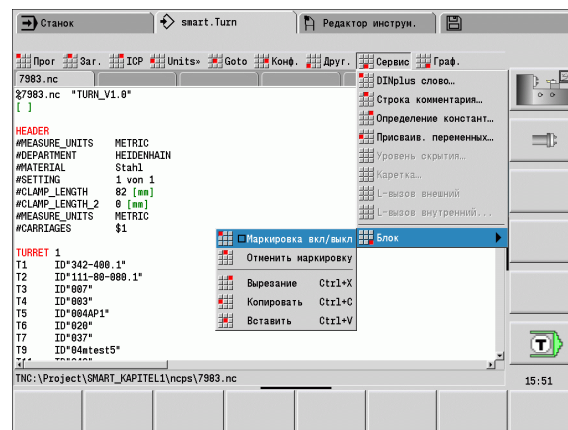 Станок
smart.Turn
Редактор инструм.
Прог Заг. ICP Units» Goto Конф. Друг. Сервис Граф.
7983.nc
%7983.nc "TURN_V1.0"
[ ]
HEADER
#MEASURE_UNITS METRIC
#DEPARTMENT HEIDENHAIN
#MATERIAL Stahl
#SETTING 1 von 1
#CLAMP_LENGTH 82 [mm]
#CLAMP_LENGTH_2 0 [mm]
#MEASURE_UNITS METRIC
#CARRIAGES $1
TURRET 1
T1 ID"342-400.1"
T2 ID"111-80-080.1"
T3 ID"007"
T4 ID"003"
T5 ID"004AP1"
T6 ID"020"
T7 ID"037"
T9 ID"04mtest5"
DINplus слово…
Строка комментария…
Определение констант…
Присваив. переменных…
Уровень скрытия…
Каретка…
L-вызов внешний
L-вызов внутренний...
Блок
Маркировка вкл/выкл
Отменить маркировку
Вырезание Ctrl+X
Копировать Ctrl+C
Вставить Ctrl+V
TNC:\Project\SMART_KAPITEL1\ncps\7983.nc
T
15:51